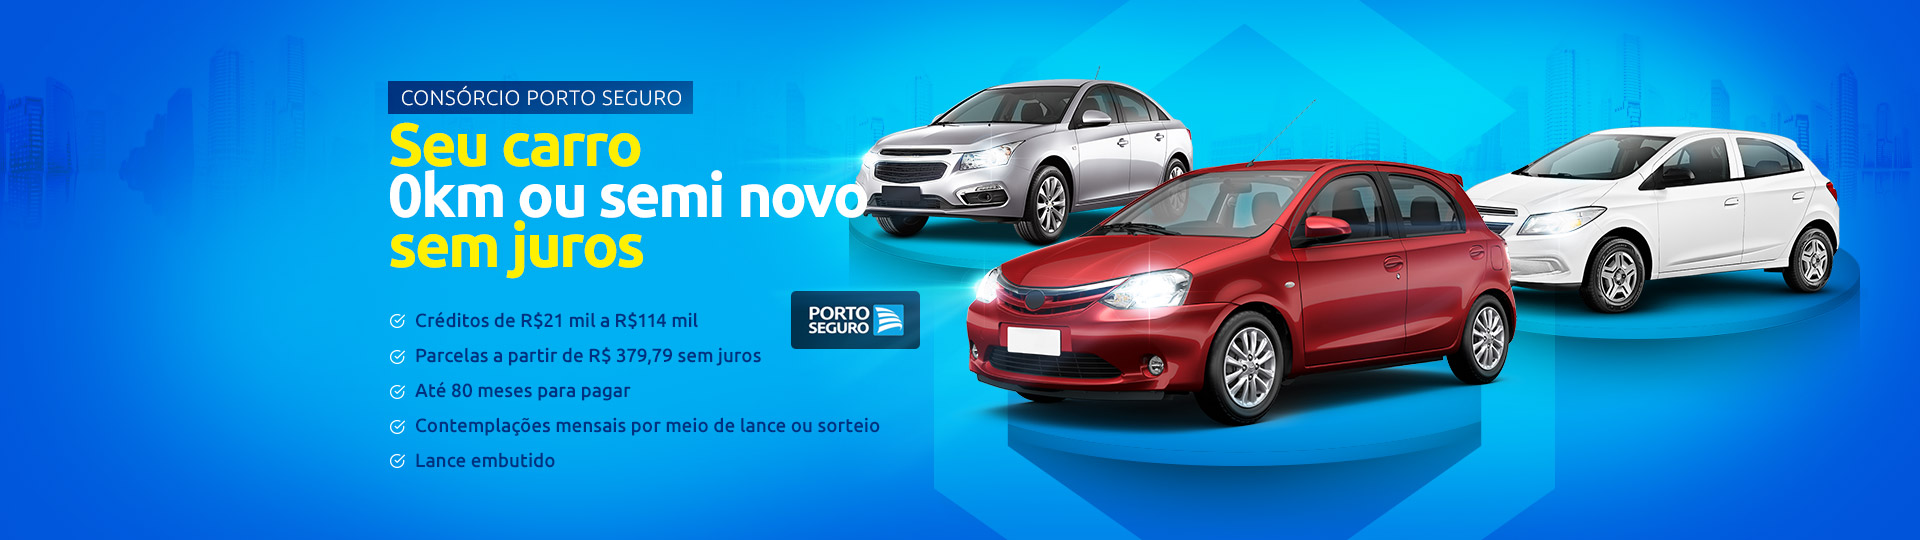 CONSÓRCIO PORTO SEGURO
Seu carro
0km ou semi novo
sem juros
Créditos de R$21 mil a R$114 mil
Parcelas a partir de R$ 379,79 sem juros
Até 80 meses para pagar
Contemplações mensais por meio de lance ou sorteio
Lance embutido
PORTO
SEGURO